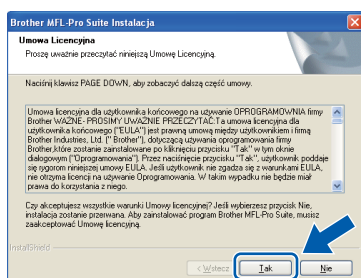 Brother MFL-Pro Suite Instalacja
Umowa Licencyjna
Proszę uważnie przeczytać niniejszą Umowę Licencyjną.
Naciśnij klawisz PAGE DOWN, aby zobaczyć dalszą część umowy.
Umowa licencyjna dla użytkownika końcowego na używanie OPROGRAMOWNIA firmy
Brother WAŻNE- PROSIMY UWAŻNIE PRZECZYTAĆ:Ta umowa licencyjna dla
użytkownika końcowego ("EULA") jest prawną umową między użytkownikiem i firmą
Brother Industries, Ltd. (" Brother"), dotyczącą oprogramowania firmy
Brother,które zostanie zainstalowane po kliknięciu przycisku "Tak" w tym oknie
dialogowym ("Oprogramowania"). Przez naciśnięcie przycisku "Tak", użytkownik poddaje
się rygorom niniejszej umowy EULA. Jeśli użytkownik nie zgadza się z warunkami EULA,
nie otrzyma licencji na używanie Oprogramowania. W takim wypadku nie będzie miał
prawa do korzystania z niego.
Czy akceptujesz wszystkie warunki Umowy licencyjnej? Jeśli wybierzesz przycisk Nie,
instalacja zostanie przerwana. Aby zainstalować program Brother MFL-Pro Suite, musisz
zaakceptować Umowę licencyjną.
InstallShield
< Wstecz
Tak
Nie